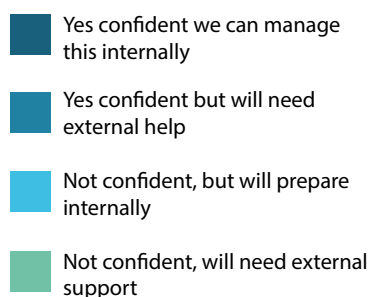 Yes confident we can manage
this internally
Yes confident but will need
external help
Not confident, but will prepare
internally
Not confident, will need external
support